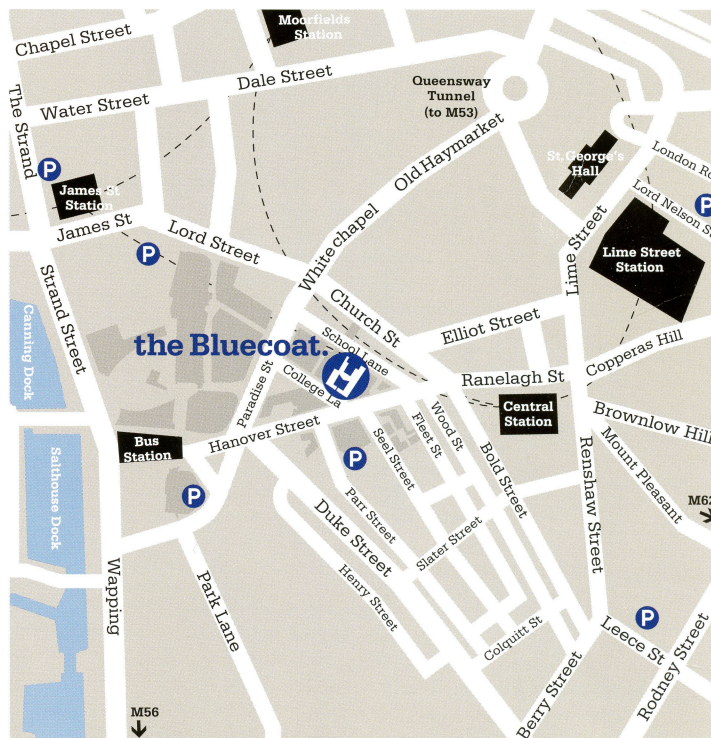 Moorfields
Station
Chapel Street
Dale Street
Queensway
Tunnel
(to M53)
The Strand
Water Street
Old Haymarket
St.George's
Hall
London Ro
P
James St
Station
Lord Nelson St
P
James St
Lord Street
Whitechapel
Lime Street
Lime Street
Station
P
Strand Street
Church St
Elliot Street
Canning Dock
the Bluecoat.
School Lane
Copperas Hill
Paradise St
College La
Ranelagh St
Central
Station
Brownlow Hill
Bus
Station
Hanover Street
Wood St
Fleet St
Seel Street
Bold Street
Mount Pleasant
Salthouse Dock
P
P
Parr Street
Duke Street
Renshaw Street
M62
Slater Street
Henry Street
Wapping
Park Lane
Colquitt St
P
Leece St
Berry Street
Rodney Street
M56